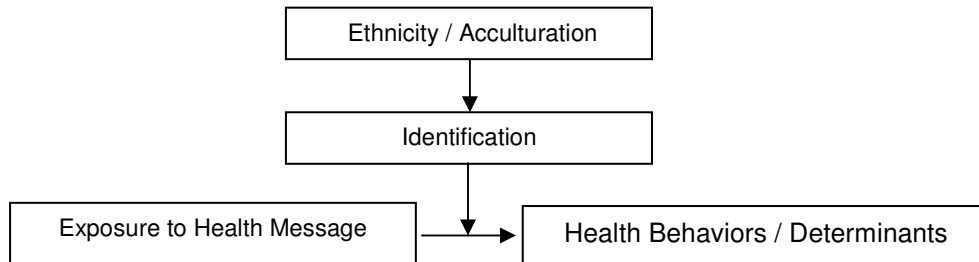 Ethnicity / Acculturation
Identification
Exposure to Health Message
Health Behaviors / Determinants